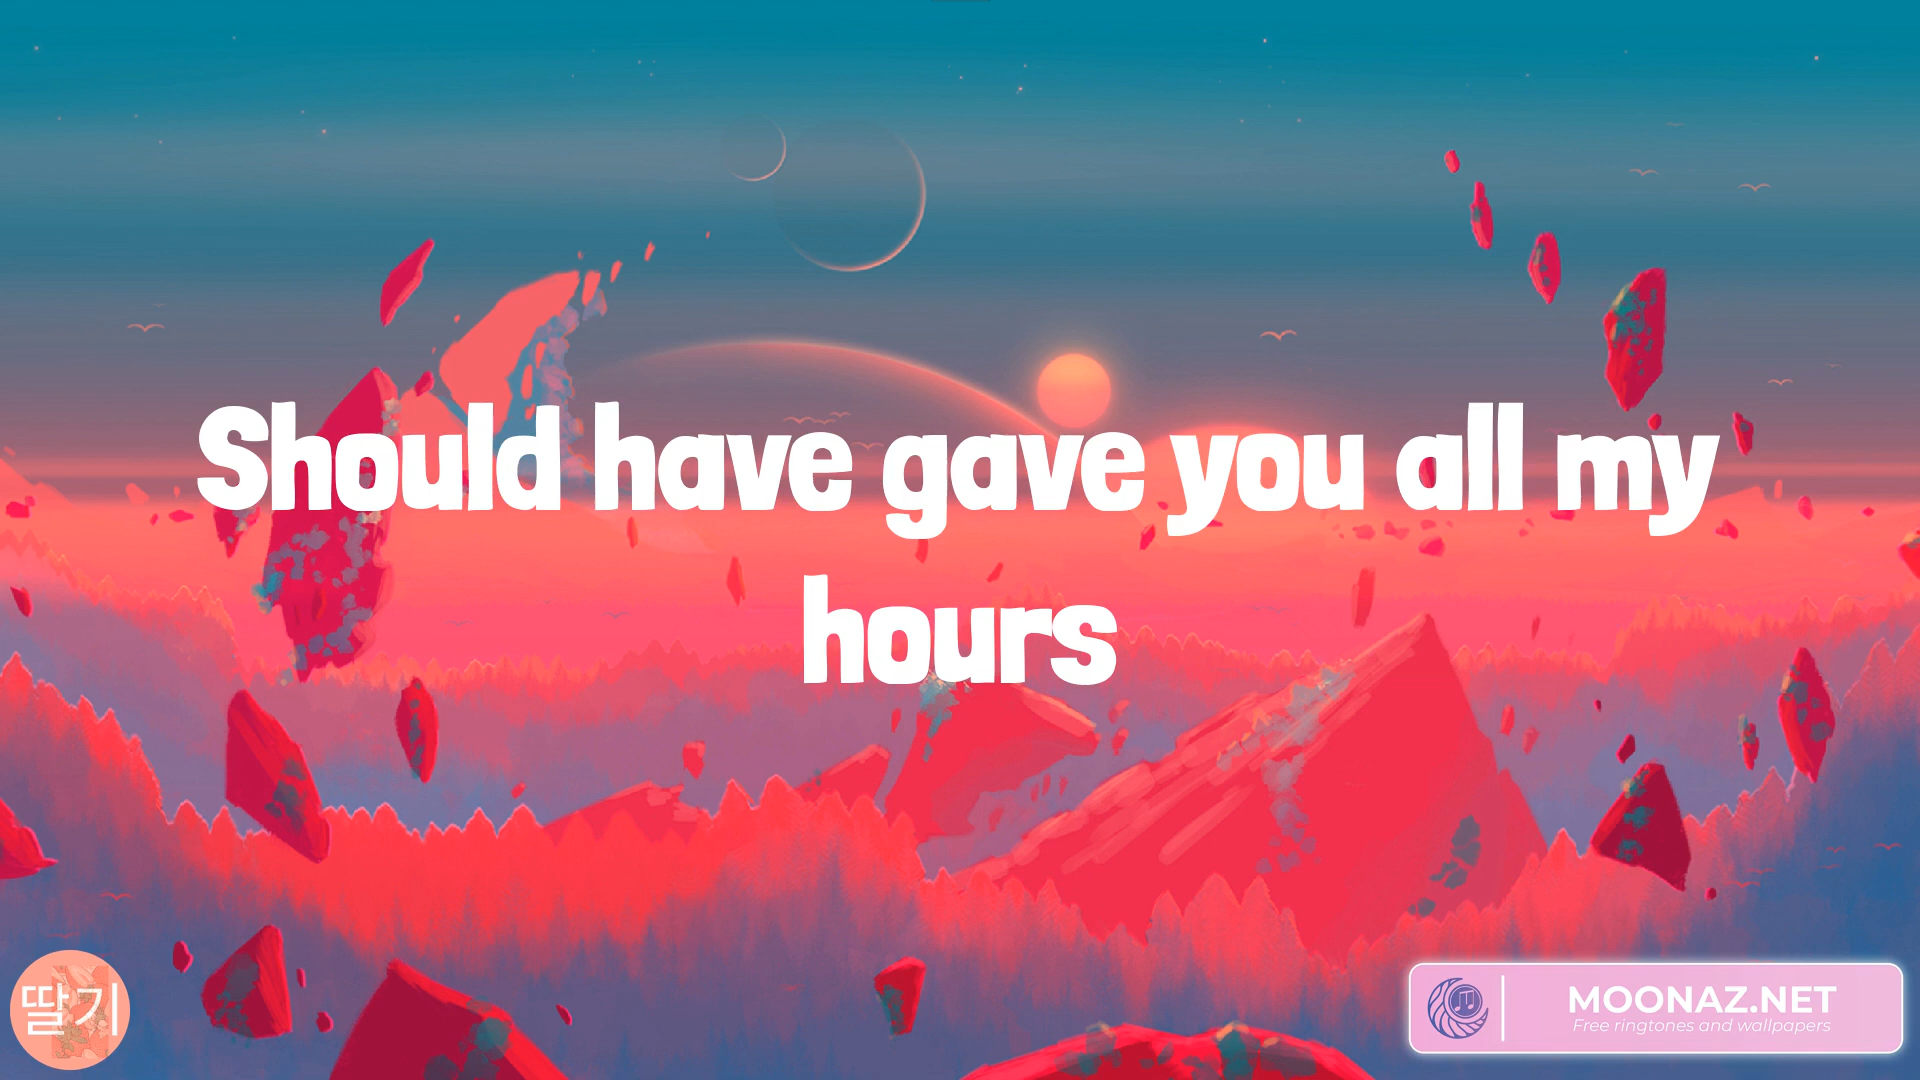 Should have gave you all my
hours
딸기
MOONAZ.NET
Free ringtones and wallpapers